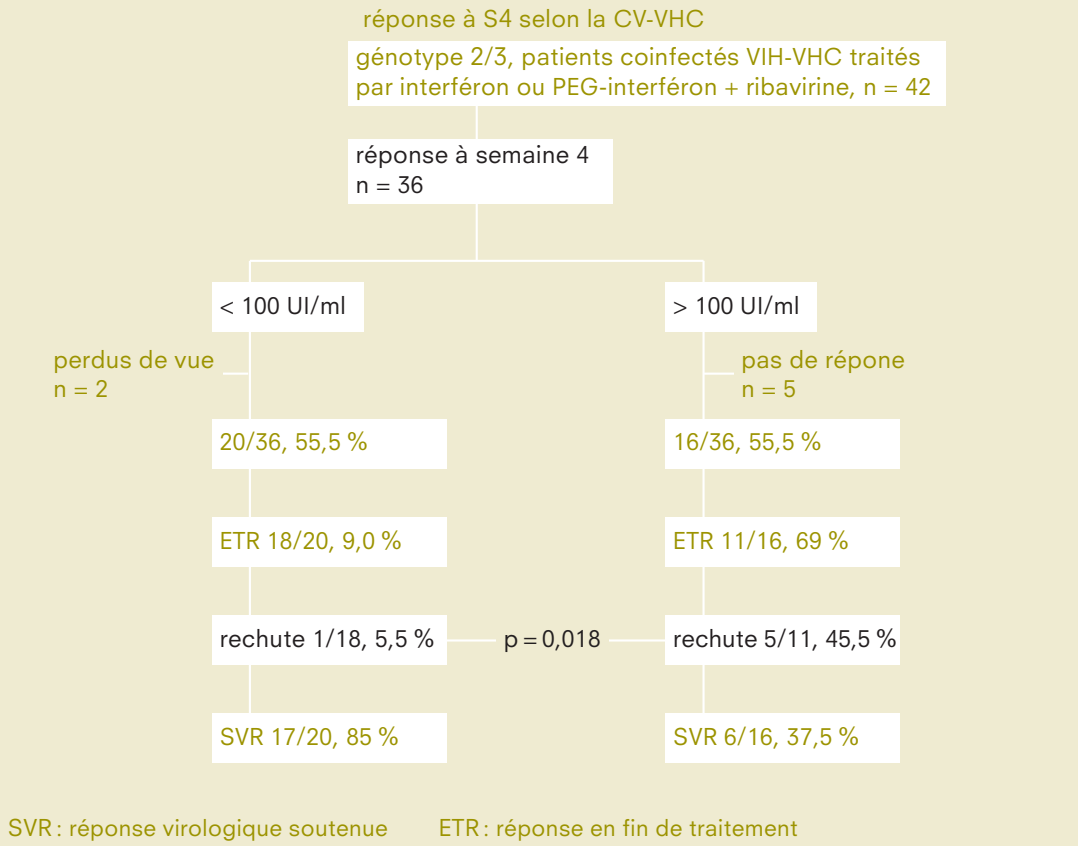 réponse à S4 selon la CV-VHC
génotype 2/3, patients coinfectés VIH-VHC traités
par interféron ou PEG-interféron + ribavirine, n = 42
réponse à semaine 4
n = 36
< 100 UI/ml
> 100 UI/ml
perdus de vue
n = 2
pas de répone
n = 5
20/36, 55,5 %
16/36, 55,5 %
ETR 18/20, 9,0 %
ETR 11/16, 69 %
rechute 1/18, 5,5 %
p = 0,018
rechute 5/11, 45,5 %
SVR 17/20, 85 %
SVR 6/16, 37,5 %
SVR : réponse virologique soutenue
ETR : réponse en fin de traitement